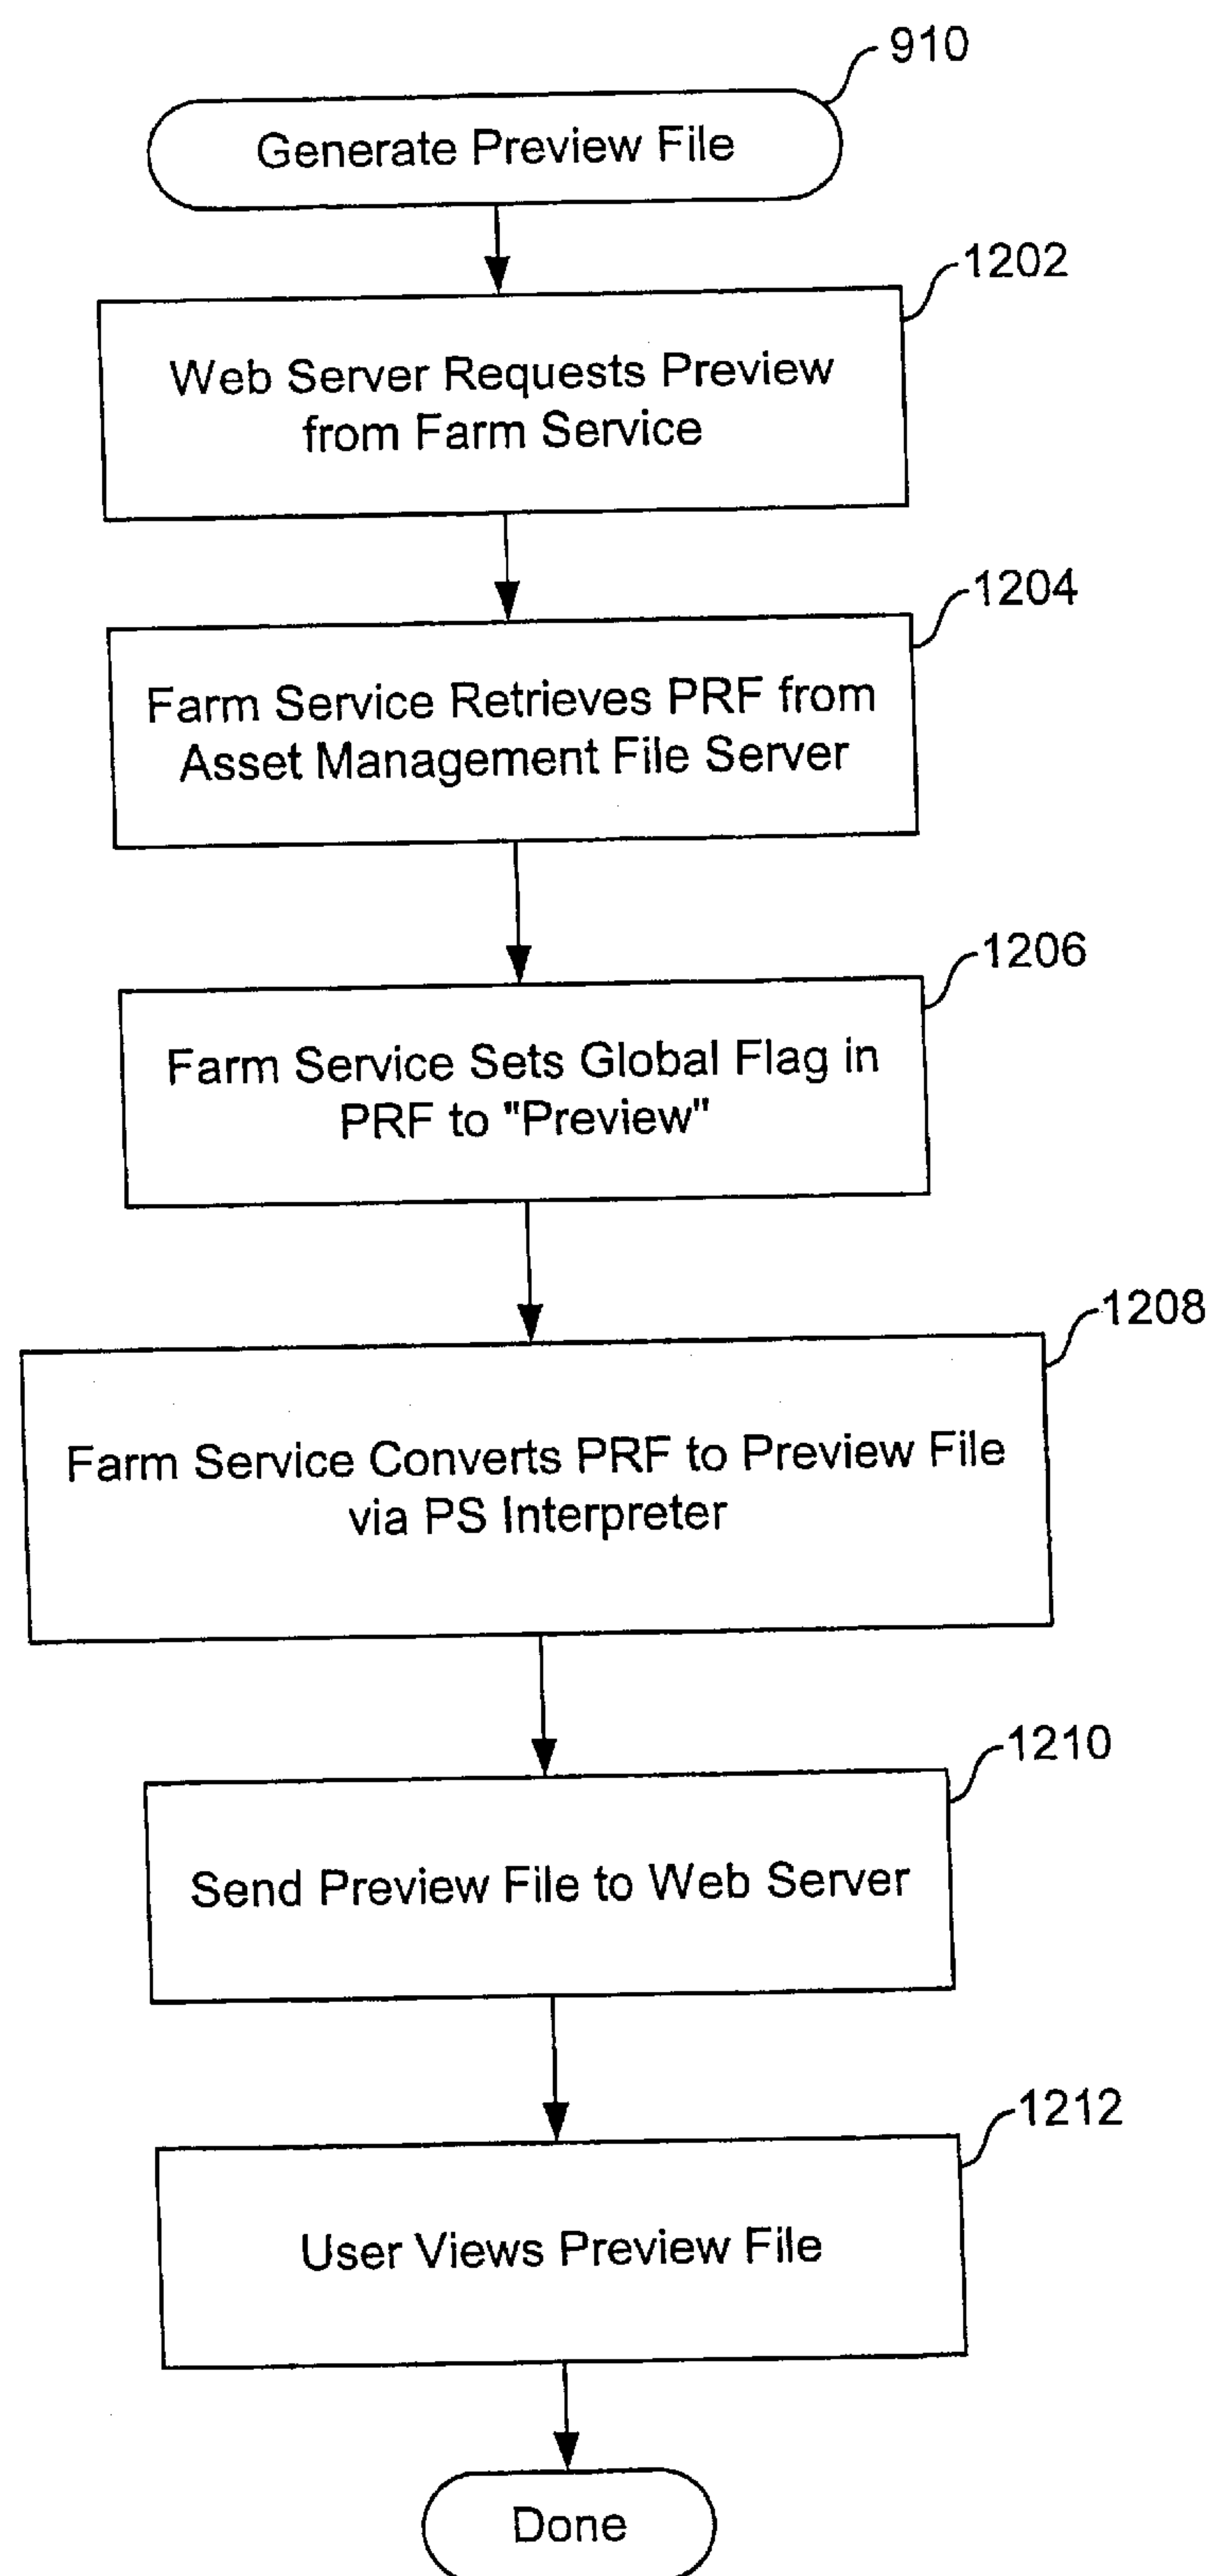 910
Generate Preview File
1202
Web Server Requests Preview
from Farm Service
1204
Farm Service Retrieves PRF from
Asset Management File Server
1206
Farm Service Sets Global Flag in
PRF to "Preview"
1208
Farm Service Converts PRF to Preview File
via PS Interpreter
1210
Send Preview File to Web Server
1212
User Views Preview File
Done